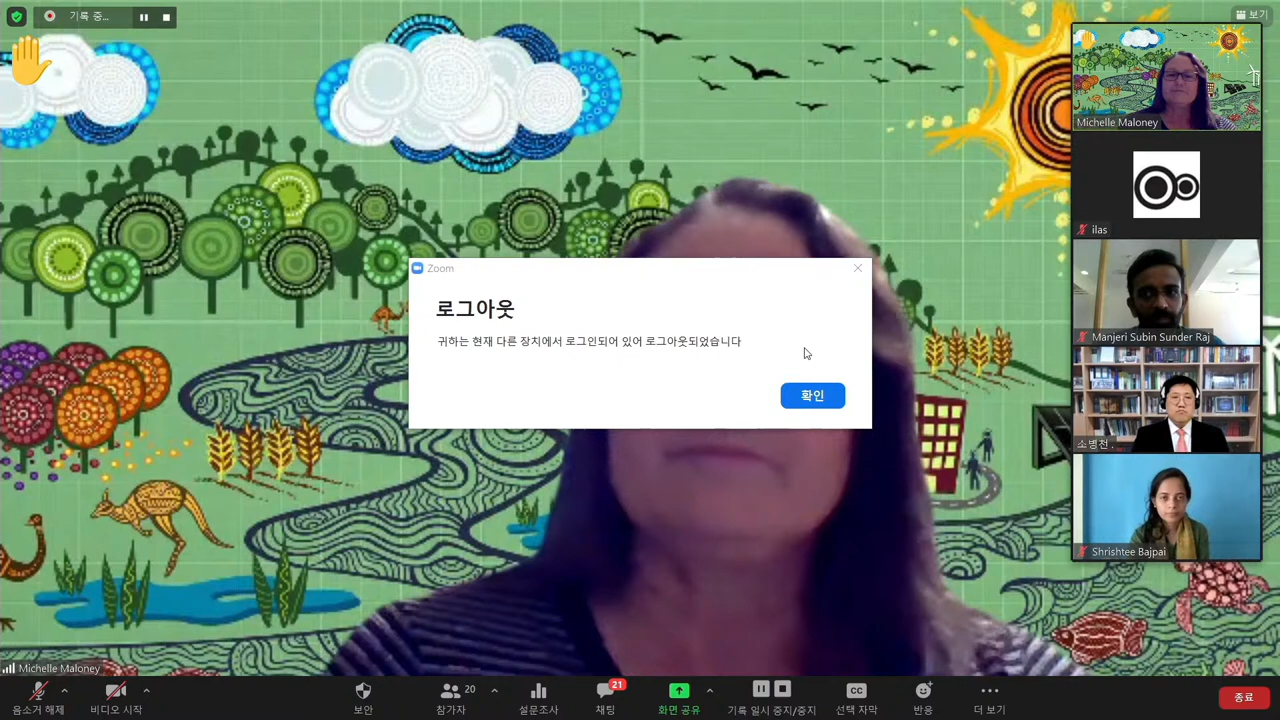 기록 중...
보기
Michelle Maloney
ilas
Manjeri Subin Sunder Raj
소병천 .
Shrishtee Bajpai
Zoom
로그아웃
귀하는 현재 다른 장치에서 로그인되어 있어 로그아웃되었습니다
확인
Michelle Maloney
음소거 해제
비디오 시작
보안
20
참가자
설문조사
21
채팅
화면 공유
기록 일시 중지/중지
CC
선택 자막
반응
더 보기
종료